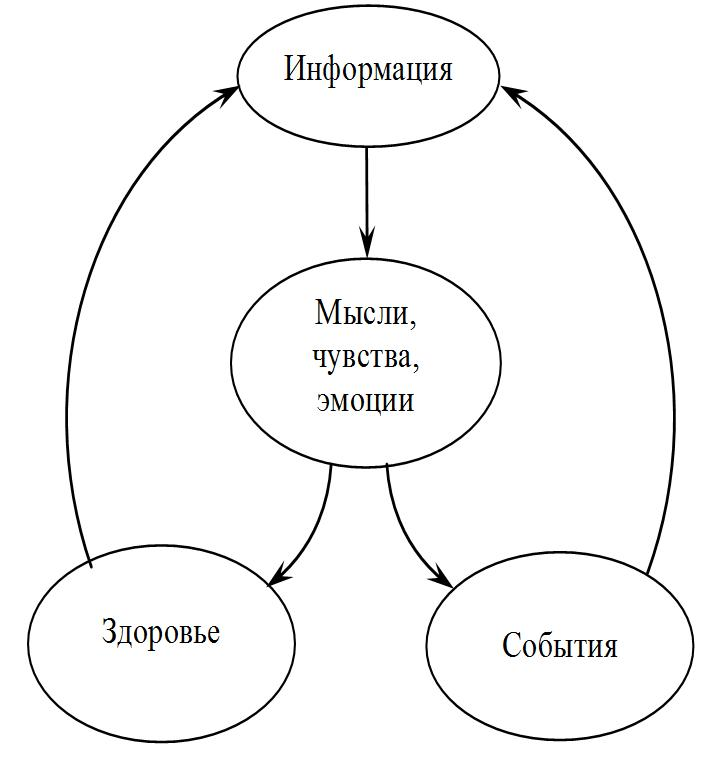 Информация
Мысли,
чувства,
эмоции
Здоровье
События